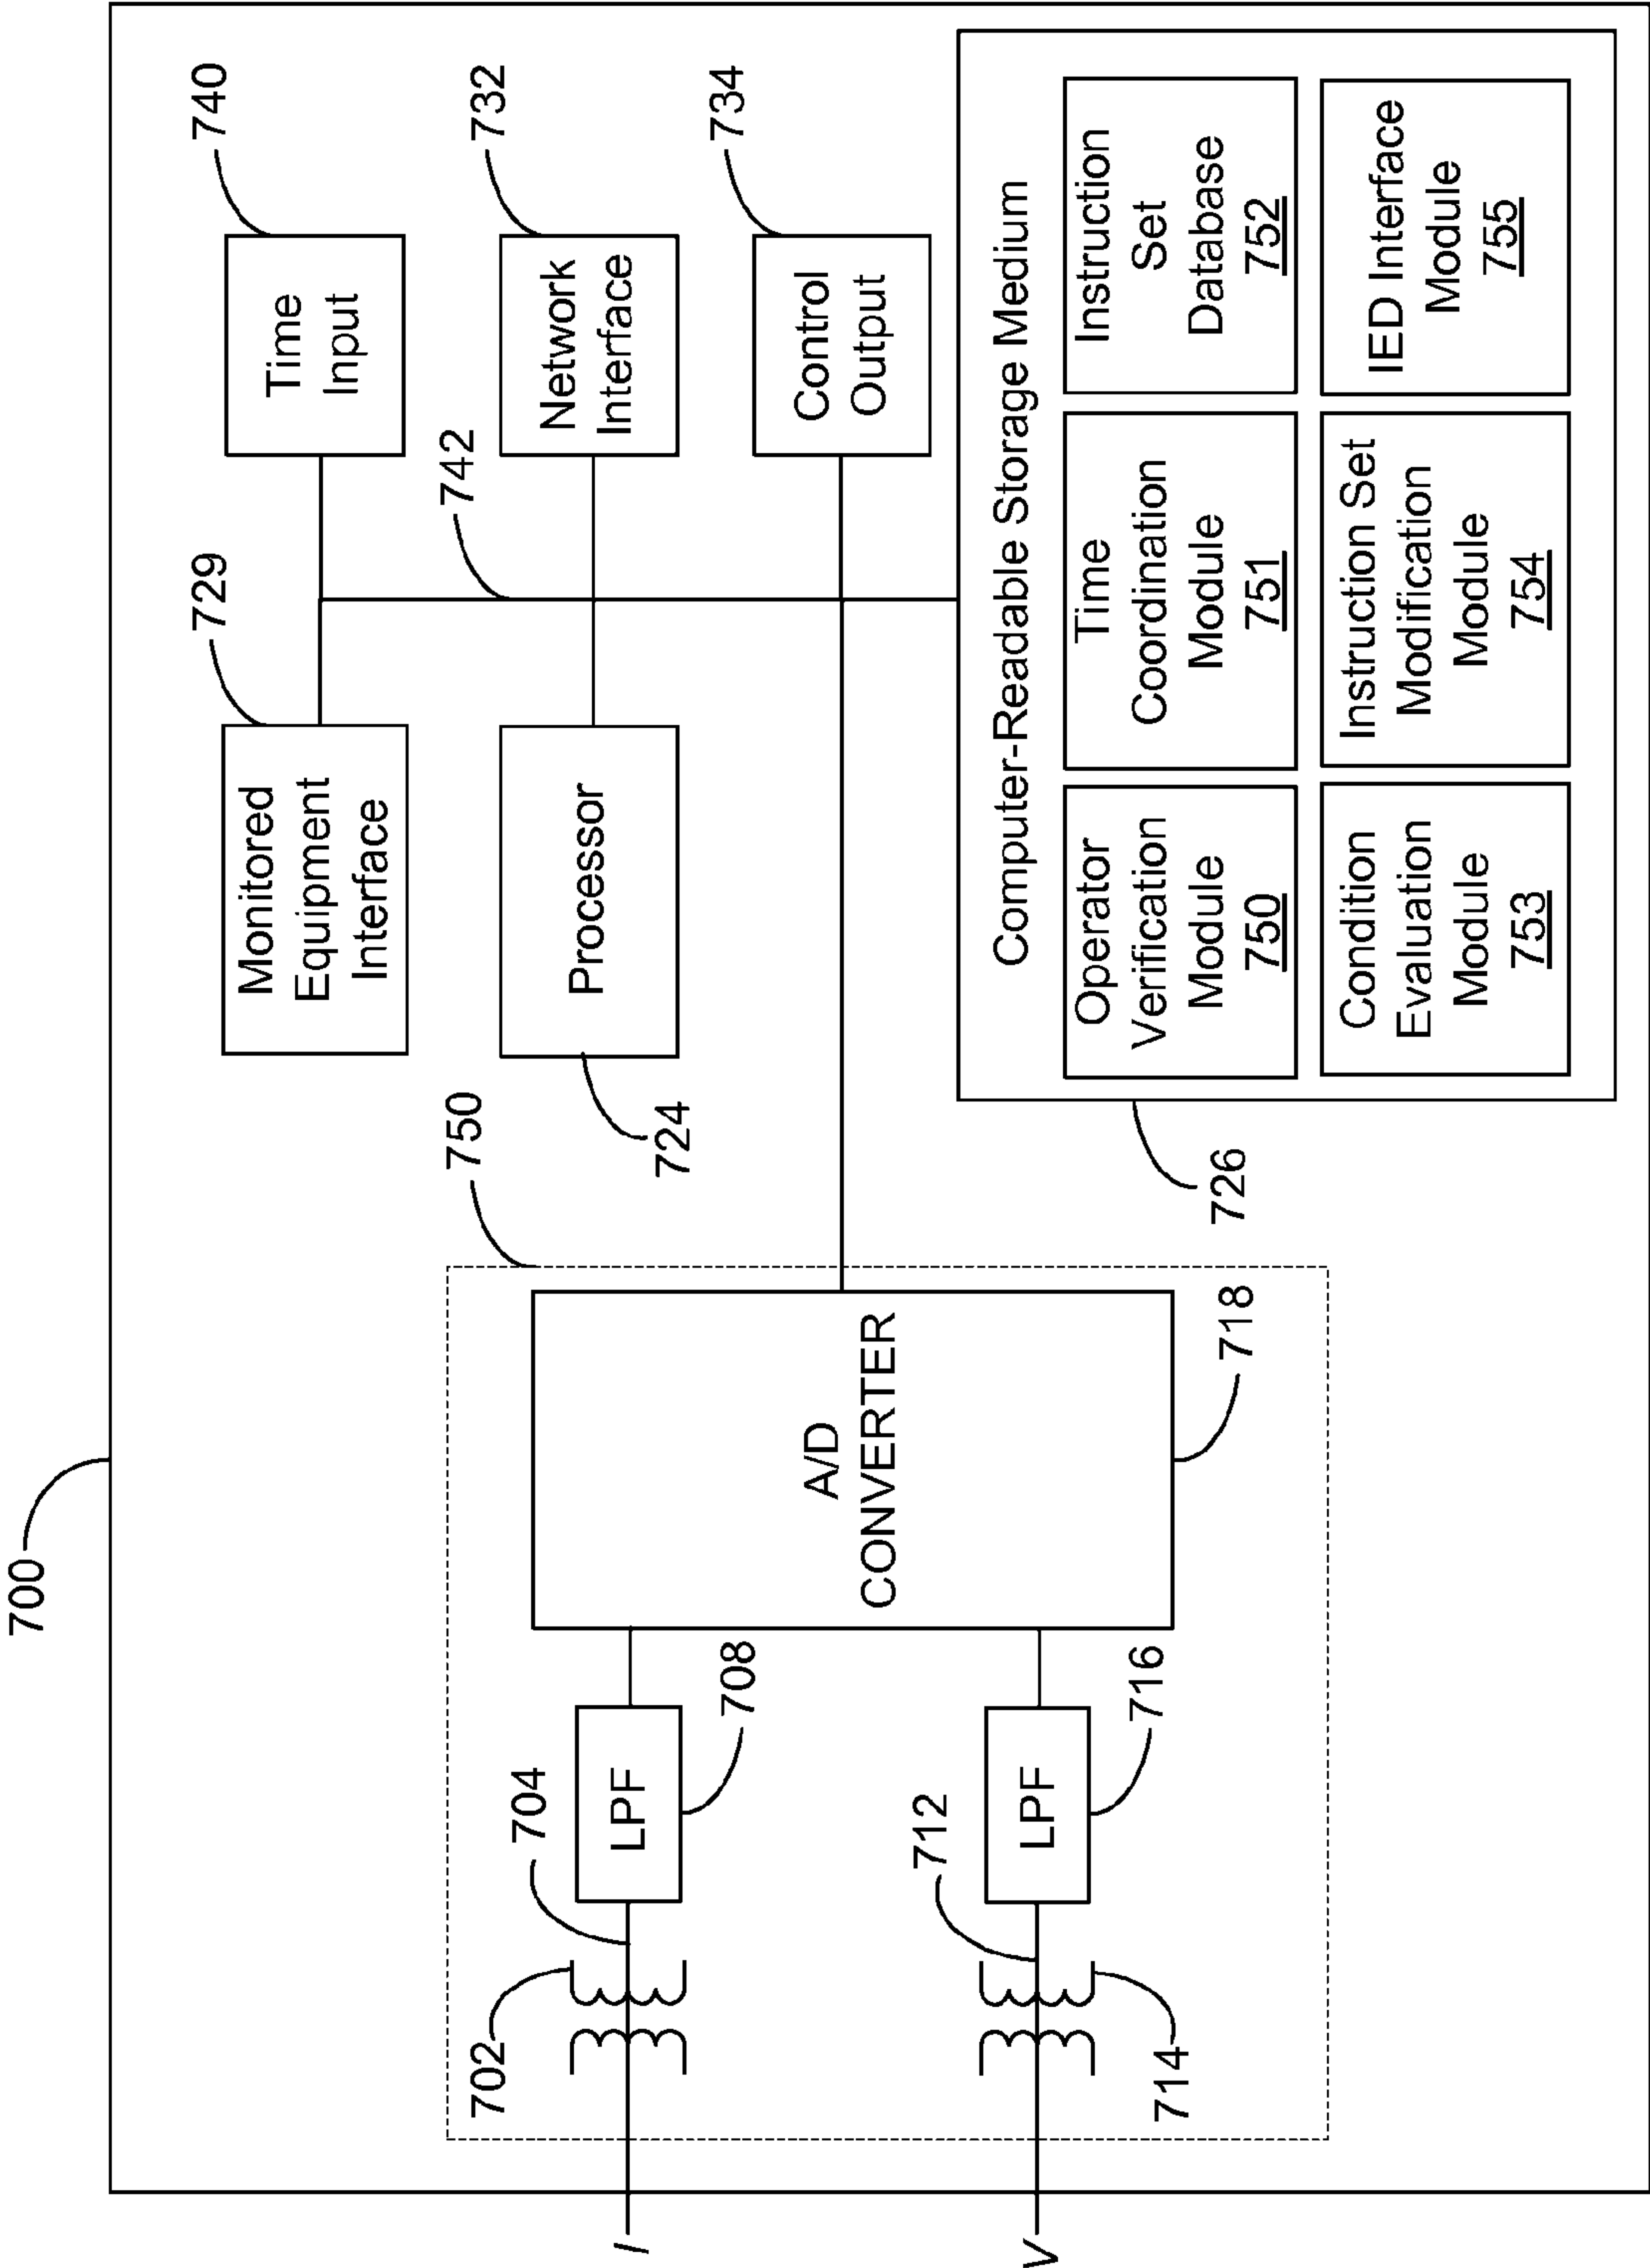 700
740
732
734
729
742
Time
Input
Network
Interface
Control
Output
Monitored
Equipment
Interface
Processor
724
750
I
V
702
704
LPF
708
714
712
LPF
716
A/D
CONVERTER
718
726
Computer-Readable Storage Medium
Operator
Verification
Module
750
Time
Coordination
Module
751
Instruction
Set
Database
752
Condition
Evaluation
Module
753
Instruction Set
Modification
Module
754
IED Interface
Module
755